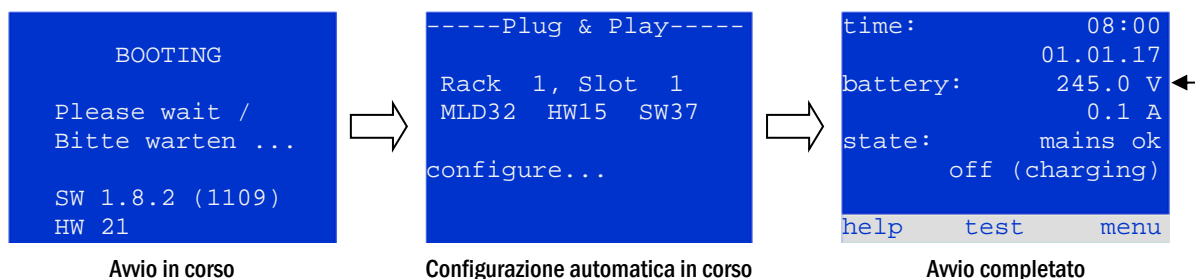 BOOTING
Please wait /
Bitte warten ...
SW 1.8.2 (1109)
HW 21
Avvio in corso
-----Plug & Play-----
Rack 1, Slot 1
MLD32 HW15 SW37
configure...
Configurazione automatica in corso
time: 08:00
01.01.17
battery: 245.0 V
0.1 A
state: mains ok
off (charging)
help test menu
Avvio completato